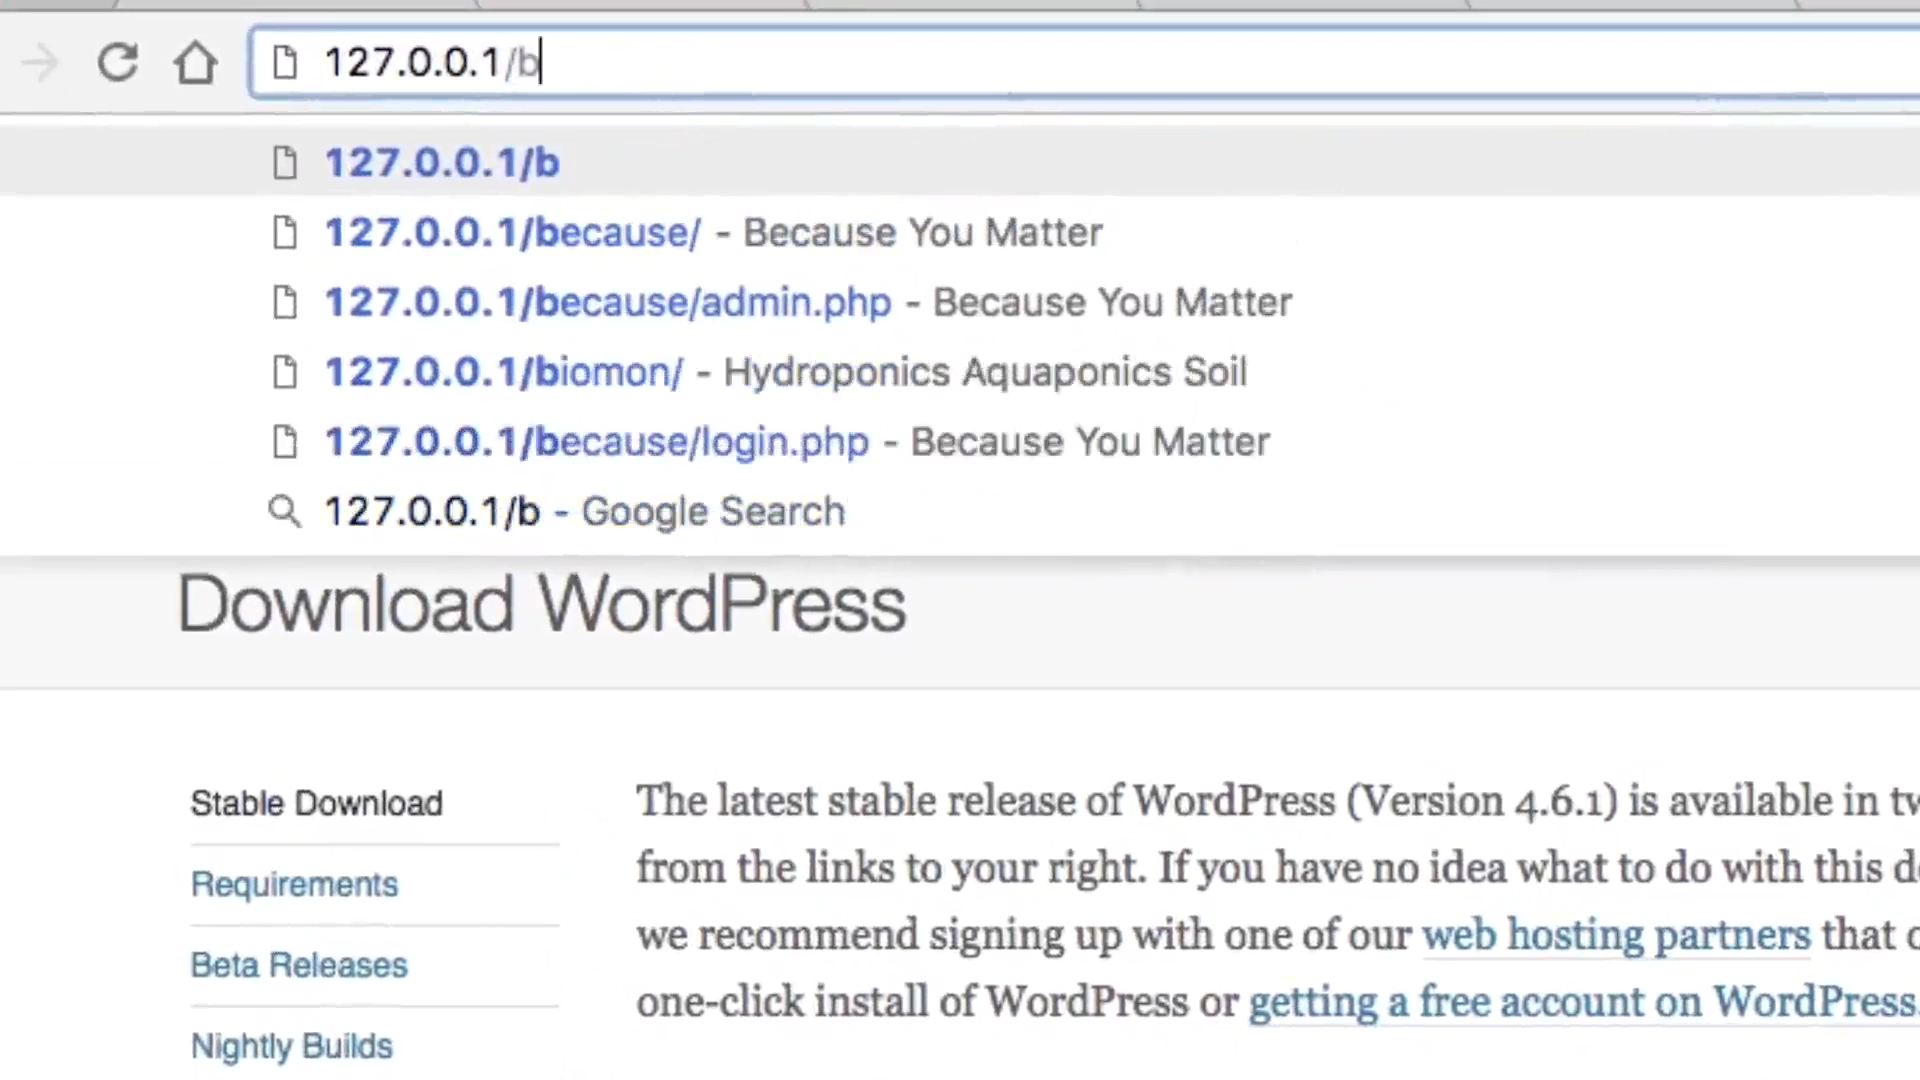 127.0.0.1/b
127.0.0.1/b
127.0.0.1/because/ - Because You Matter
127.0.0.1/because/admin.php - Because You Matter
127.0.0.1/biomon/ - Hydroponics Aquaponics Soil
127.0.0.1/because/login.php - Because You Matter
127.0.0.1/b - Google Search
Download WordPress
Stable Download
Requirements
Beta Releases
Nightly Builds
The latest stable release of WordPress (Version 4.6.1) is available in
from the links to your right. If you have no idea what to do with this
we recommend signing up with one of our web hosting partners that
one-click install of WordPress or getting a free account on WordPress.